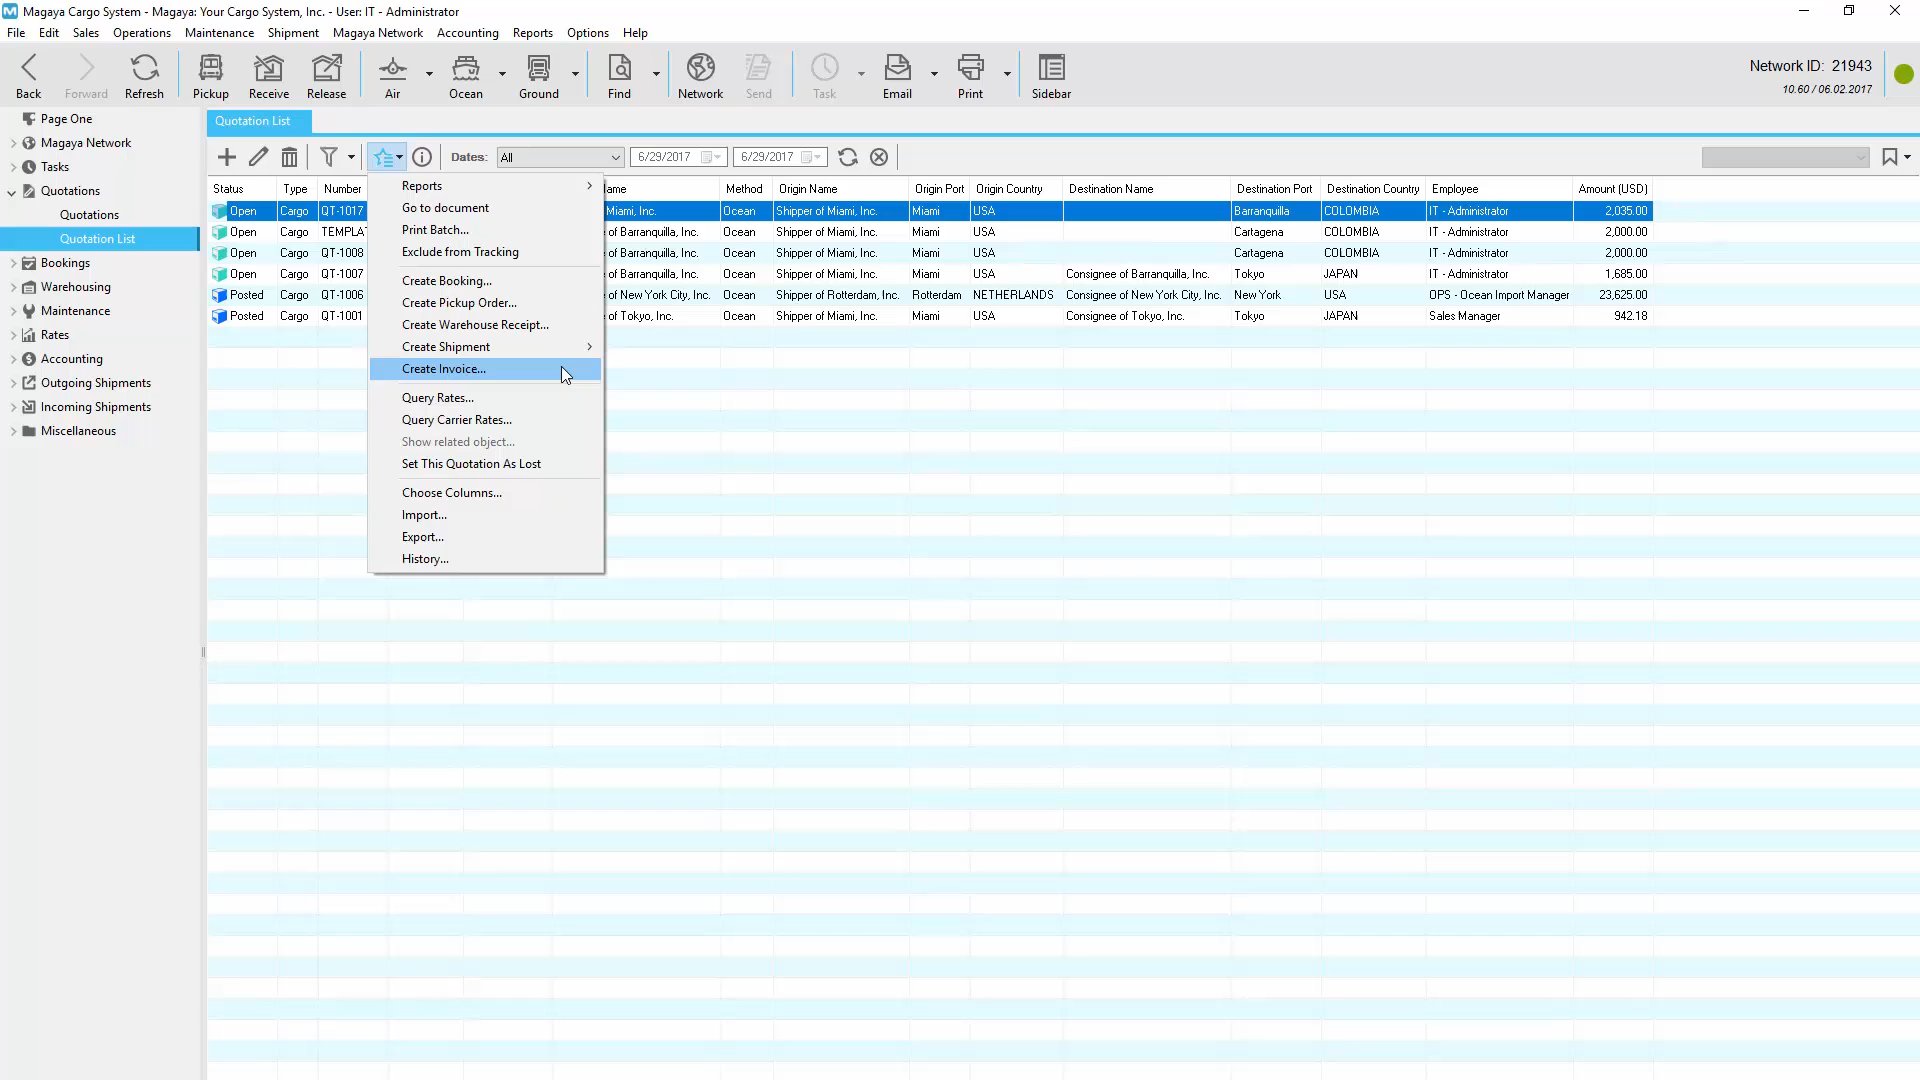 Magaya Cargo System - Magaya: Your Cargo System, Inc. - User: IT - Administrator
File Edit Sales Operations Maintenance Shipment Magaya Network Accounting Reports Options Help
Back Forward Refresh Pickup Receive Release Air Ocean Ground Find Network Send Task Email Print Sidebar
Network ID: 21943
10.60 / 06.02.2017
Page One
Magaya Network
Tasks
Quotations
Quotations
Quotation List
Bookings
Warehousing
Maintenance
Rates
Accounting
Outgoing Shipments
Incoming Shipments
Miscellaneous
Quotation List
Dates: All 6/29/2017 6/29/2017
Status Type Number ame Method Origin Name Origin Port Origin Country Destination Name Destination Port Destination Country Employee Amount (USD)
Open Cargo QT-1017 Miami, Inc. Ocean Shipper of Miami, Inc. Miami USA Barranquilla COLOMBIA IT - Administrator 2,035.00
Open Cargo TEMPLA of Barranquilla, Inc. Ocean Shipper of Miami, Inc. Miami USA Cartagena COLOMBIA IT - Administrator 2,000.00
Open Cargo QT-1008 of Barranquilla, Inc. Ocean Shipper of Miami, Inc. Miami USA Cartagena COLOMBIA IT - Administrator 2,000.00
Open Cargo QT-1007 of Barranquilla, Inc. Ocean Shipper of Miami, Inc. Miami USA Consignee of Barranquilla, Inc. Tokyo JAPAN IT - Administrator 1,685.00
Posted Cargo QT-1006 of New York City, Inc. Ocean Shipper of Rotterdam, Inc. Rotterdam NETHERLANDS Consignee of New York City, Inc. New York USA OPS - Ocean Import Manager 23,625.00
Posted Cargo QT-1001 of Tokyo, Inc. Ocean Shipper of Miami, Inc. Miami USA Consignee of Tokyo, Inc. Tokyo JAPAN Sales Manager 942.18
Reports
Go to document
Print Batch...
Exclude from Tracking
Create Booking...
Create Pickup Order...
Create Warehouse Receipt...
Create Shipment
Create Invoice...
Query Rates...
Query Carrier Rates...
Show related object...
Set This Quotation As Lost
Choose Columns...
Import...
Export...
History...